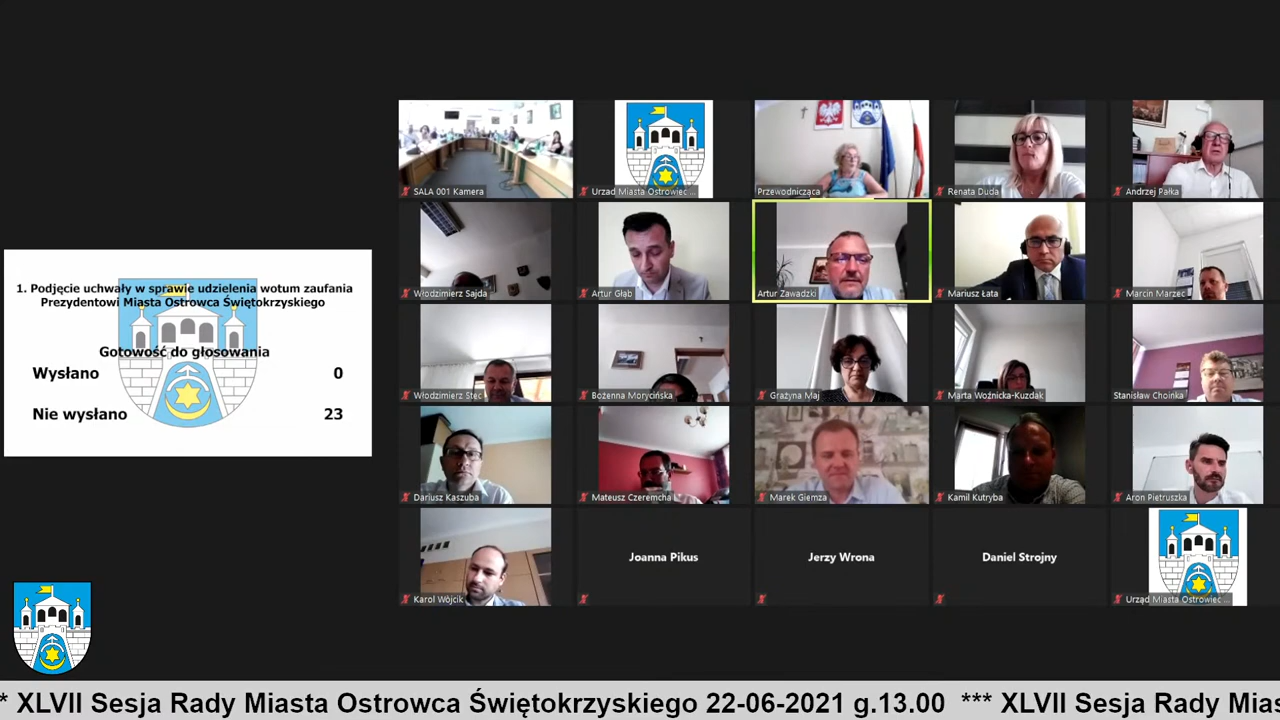 SALA 001 Kamera
Urzad Miasta Ostrowiec ...
Przewodnicząca
Renata Duda
Andrzej Pałka
Włodzimierz Sajda
Artur Głąb
Artur Zawadzki
Mariusz Łata
Marcin Marzec
1. Podjęcie uchwały w sprawie udzielenia wotum zaufania
Prezydentowi Miasta Ostrowca Świętokrzyskiego
Gotowość do głosowania
Wysłano 0
Nie wysłano 23
Włodzimierz Stec
Bożenna Morycińska
Grażyna Maj
Marta Woźnicka-Kuzdak
Stanisław Choinka
Dariusz Kaszuba
Mateusz Czeremcha
Marek Giemza
Kamil Kutryba
Aron Pietruszka
Karol Wójcik
Joanna Pikus
Jerzy Wrona
Daniel Strojny
Urząd Miasta Ostrowiec ...
* XLVII Sesja Rady Miasta Ostrowca Świętokrzyskiego 22-06-2021 g.13.00 *** XLVII Sesja Rady Mias